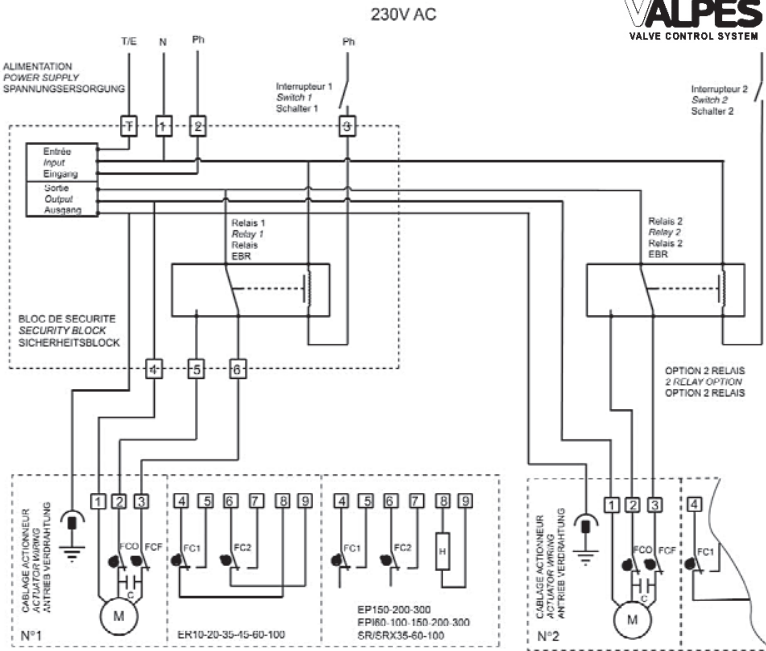 230V AC
VALPES
VALVE CONTROL SYSTEM
T/E N Ph Ph
ALIMENTATION
POWER SUPPLY
SPANNUNGSERSORGUNG
Interrupteur 1
Switch 1
Schalter 1
Interrupteur 2
Switch 2
Schalter 2
T 1 2 3
Entrée
Input
Eingang
Sortie
Output
Ausgang
Relais 1
Relay 1
Relais
EBR
Relais 2
Relay 2
Relais 2
EBR
BLOC DE SECURITE
SECURITY BLOCK
SICHERHEITSBLOCK
4 5 6
OPTION 2 RELAIS
2 RELAY OPTION
OPTION 2 RELAIS
CABLAGE ACTIONNEUR
ACTUATOR WIRING
ANTRIEB VERDRAHTUNG
1 2 3
FCO FCF
C
M
N°1
4 5 6 7 8 9
FC1 FC2
ER10-20-35-45-60-100
4 5 6 7 8 9
FC1 FC2 H
EP150-200-300
EPI60-100-150-200-300
SR/SRX35-60-100
CABLAGE ACTIONNEUR
ACTUATOR WIRING
ANTRIEB VERDRAHTUNG
1 2 3
FCO FCF
C
M
N°2
4
FC1